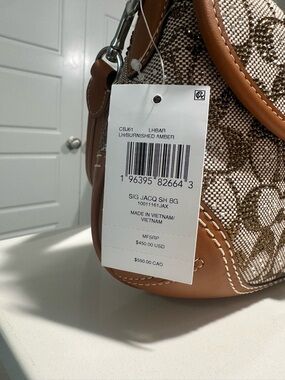 CBJ61 LHBAR
LH/BURNISHED AMBER
1 96395 82664 3
SIG JACQ SH BG
10011161JAX
MADE IN VIETNAM/
VIETNAM
MFSRP
$450.00 USD
$550.00 CAD